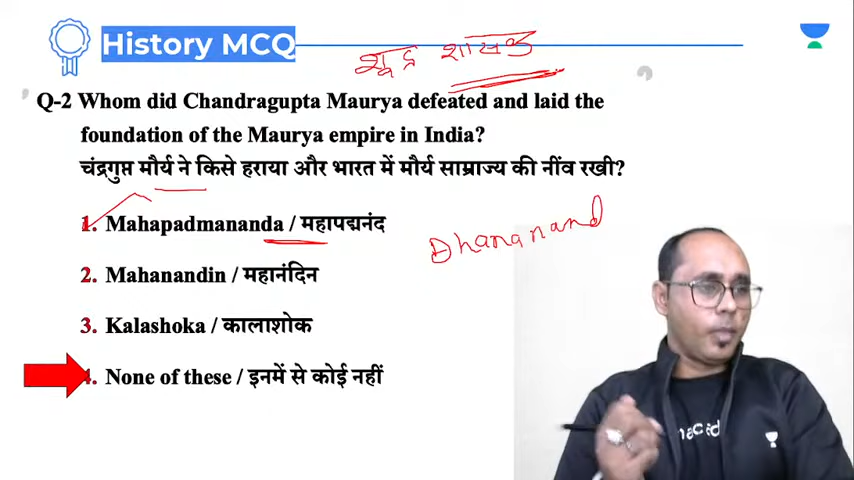 History MCQ
शूद्र शासक
Q-2 Whom did Chandragupta Maurya defeated and laid the
foundation of the Maurya empire in India?
चंद्रगुप्त मौर्य ने किसे हराया और भारत में मौर्य साम्राज्य की नींव रखी?
1. Mahapadmananda / महापद्मनंद
Dhananand
2. Mahanandin / महानंदिन
3. Kalashoka / कालाशोक
4. None of these / इनमें से कोई नहीं